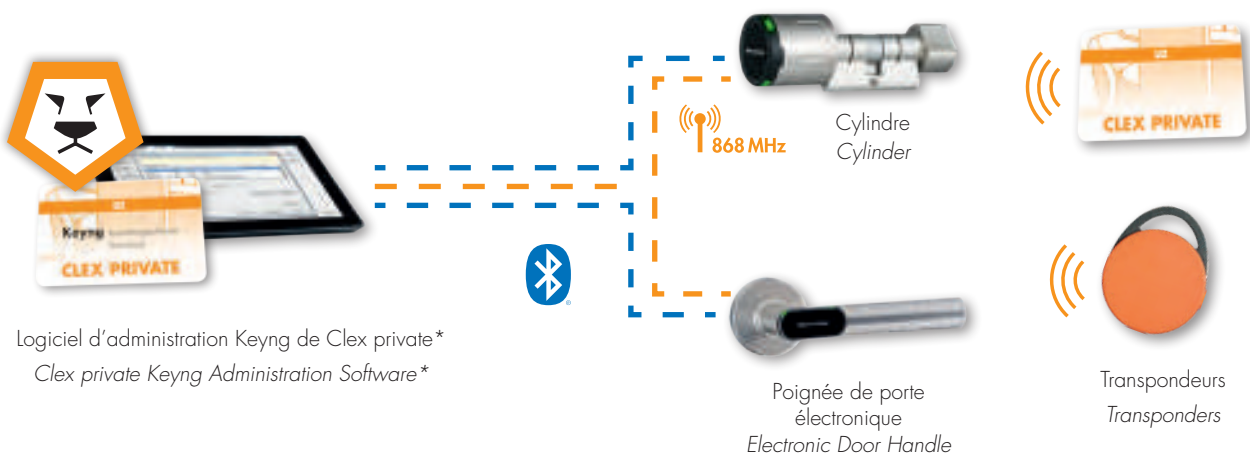 Keyng
CLEX PRIVATE
Logiciel d'administration Keyng de Clex private*
Clex private Keyng Administration Software*
868 MHz
Cylindre
Cylinder
Poignée de porte
électronique
Electronic Door Handle
CLEX PRIVATE
Transpondeurs
Transponders